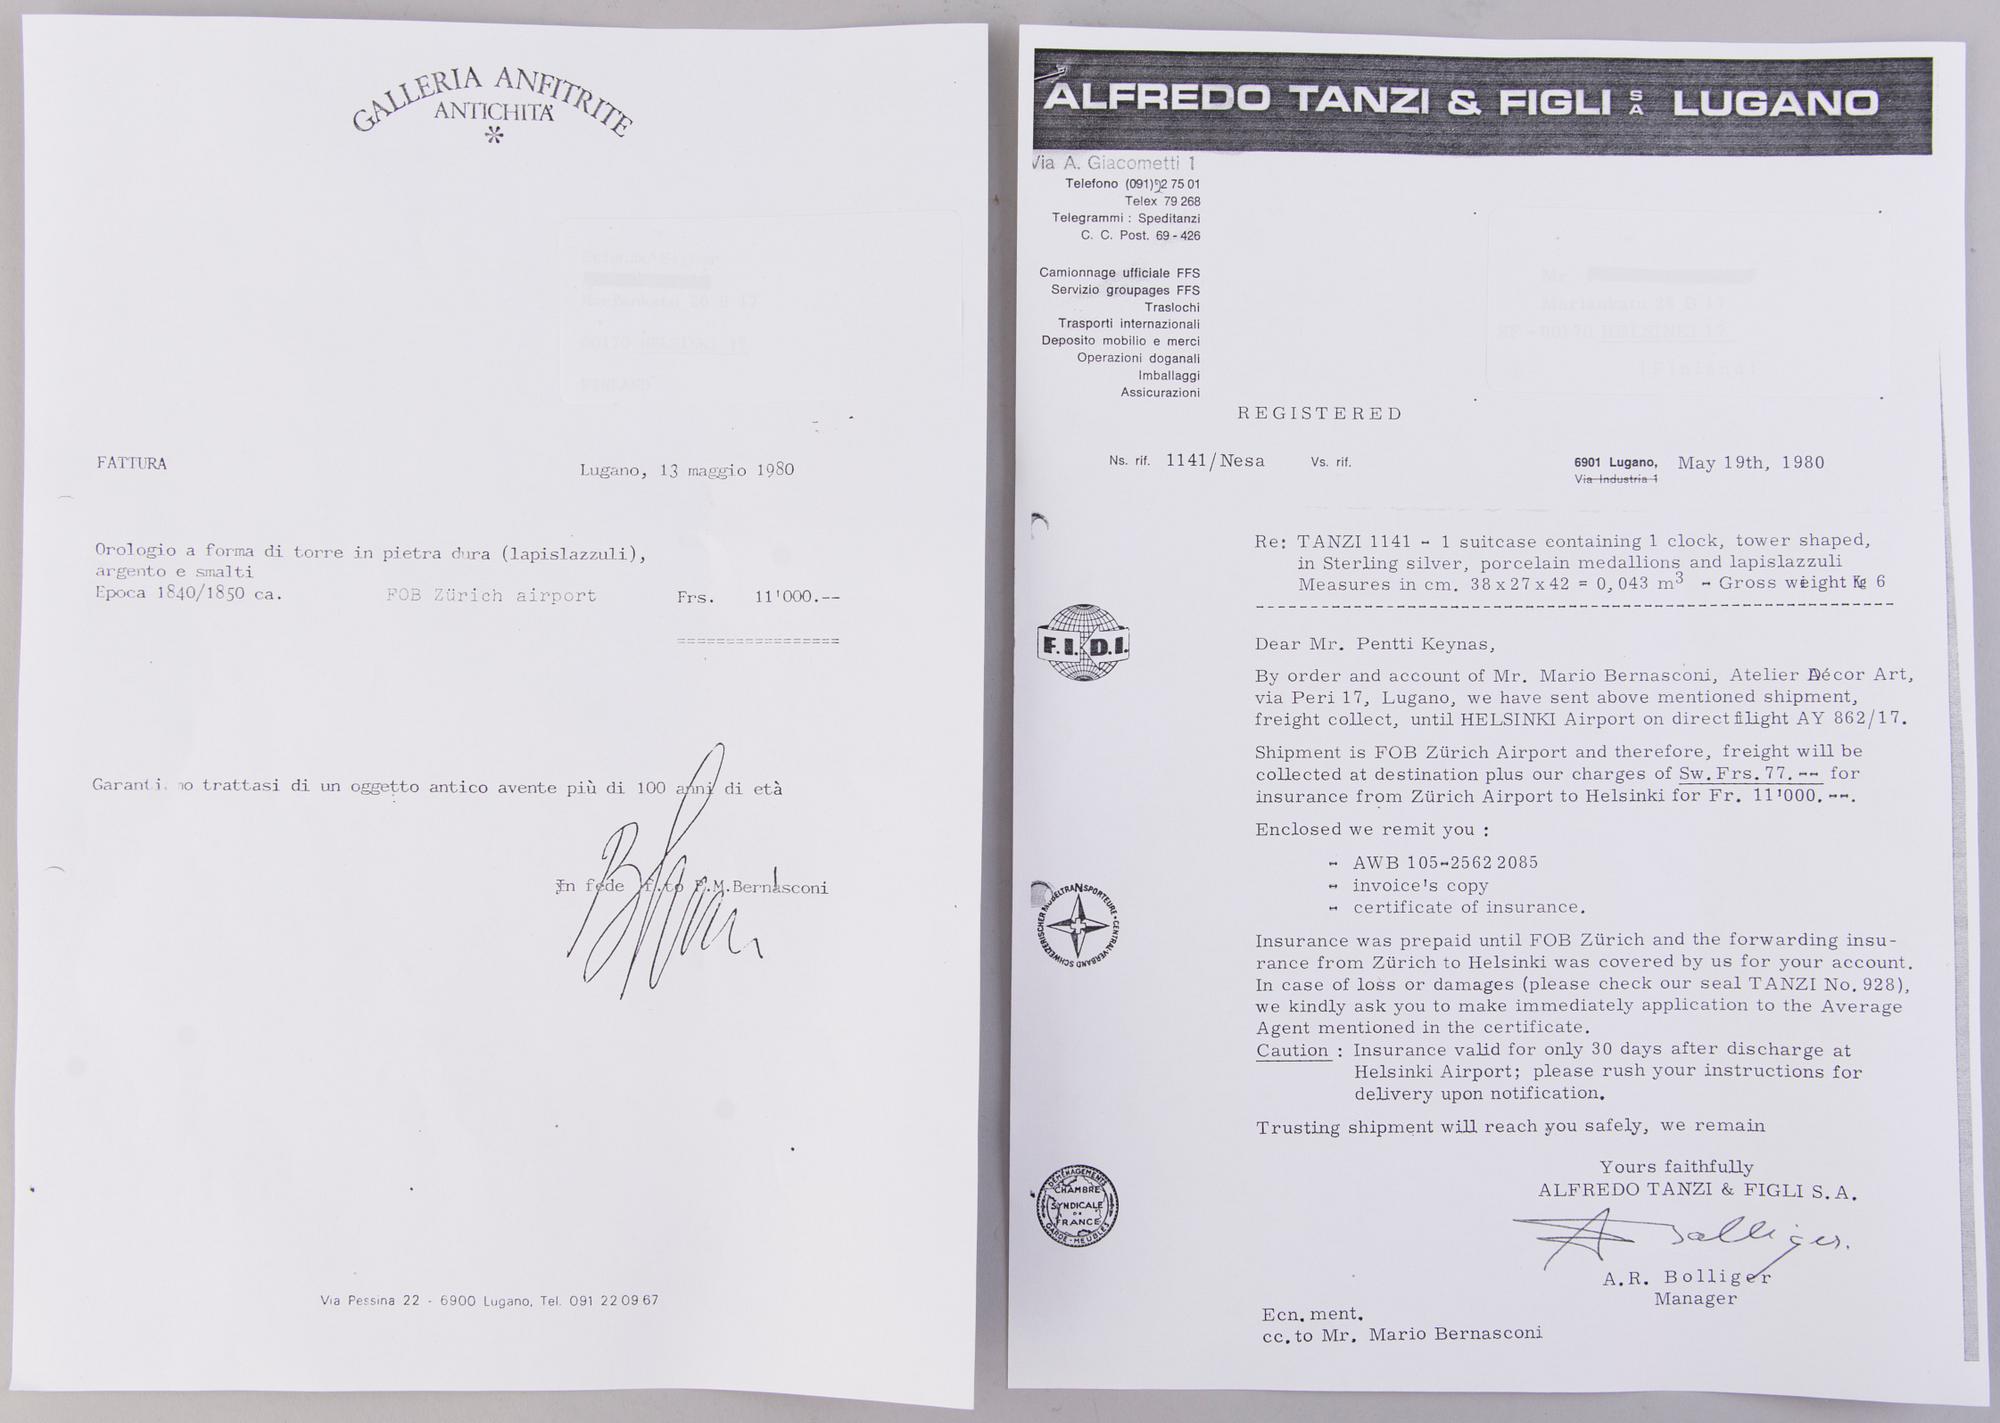 GALLERIA ANFITRITE
ANTICHITÀ
FATTURA
Lugano, 13 maggio 1980
Orologio a forma di torre in pietra dura (lapislazzuli),
argento e smalti
Epoca 1840/1850 ca. FOB Zürich airport Frs. 11'000.--
=================
trattasi di un oggetto antico avente più di 100 anni di età
In fede f.to P.M.Bernasconi
Via Pessina 22 - 6900 Lugano, Tel. 091 22 09 67
ALFREDO TANZI & FIGLI SA LUGANO
Via A. Giacometti 1
Telefono (091) 52 75 01
Telex 79 268
Telegrammi : Speditanzi
C. C. Post. 69 - 426
Camionnage ufficiale FFS
Servizio groupages FFS
Traslochi
Trasporti internazionali
Deposito mobilio e merci
Operazioni doganali
Imballaggi
Assicurazioni
Mr
Mariankatu
HELSINKI
(Finland)
REGISTERED
Ns. rif. 1141/Nesa Vs. rif. 6901 Lugano, May 19th, 1980
Via Industria 1
Re: TANZI 1141 - 1 suitcase containing 1 clock, tower shaped,
in Sterling silver, porcelain medallions and lapislazzuli
Measures in cm. 38 x 27 x 42 = 0,043 m³ - Gross weight Kg 6
Dear Mr. Pentti Keynas,
By order and account of Mr. Mario Bernasconi, Atelier Décor Art,
via Peri 17, Lugano, we have sent above mentioned shipment,
freight collect, until HELSINKI Airport on direct flight AY 862/17.
Shipment is FOB Zürich Airport and therefore, freight will be
collected at destination plus our charges of Sw. Frs. 77. -- for
insurance from Zürich Airport to Helsinki for Fr. 11'000. --.
Enclosed we remit you :
- AWB 105-2562 2085
- invoice's copy
- certificate of insurance.
Insurance was prepaid until FOB Zürich and the forwarding insu-
rance from Zürich to Helsinki was covered by us for your account.
In case of loss or damages (please check our seal TANZI No. 928),
we kindly ask you to make immediately application to the Average
Agent mentioned in the certificate.
Caution : Insurance valid for only 30 days after discharge at
Helsinki Airport; please rush your instructions for
delivery upon notification.
Trusting shipment will reach you safely, we remain
Yours faithfully
ALFREDO TANZI & FIGLI S.A.
A Bolliger.
A.R. Bolliger
Manager
Ecn. ment.
cc. to Mr. Mario Bernasconi
F.I.D.I.
SCHWEIZERISCHER MÖBELTRANSPORTEURE · CENTRAL-VERBAND
DÉMÉNAGEMENTS
CHAMBRE
SYNDICALE
DE
FRANCE
GARDE-MEUBLES